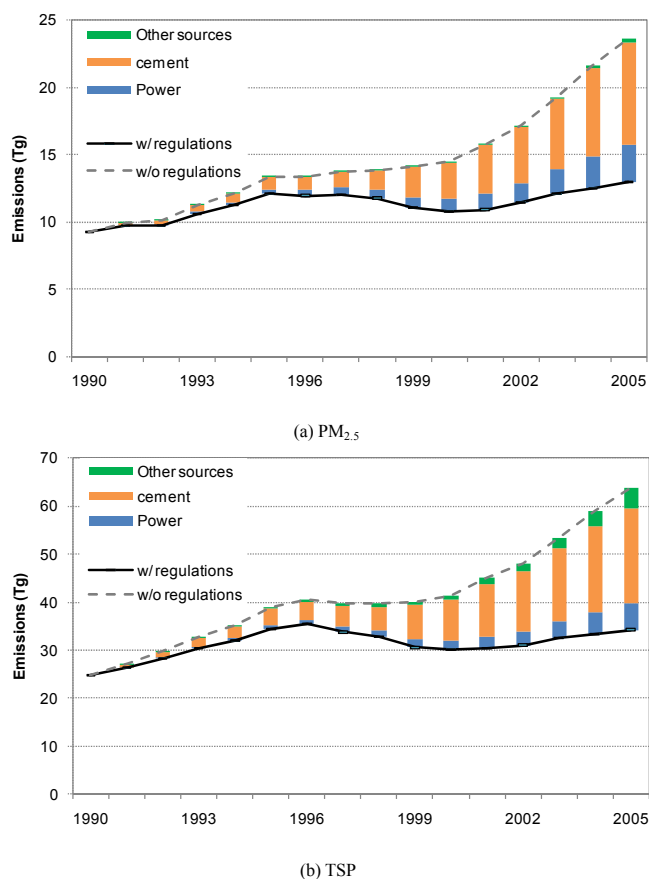 25
20
15
10
5
0
Emissions (Tg)
Other sources
cement
Power
w/ regulations
w/o regulations
1990 1993 1996 1999 2002 2005
(a) PM2.5
70
60
50
40
30
20
10
0
Emissions (Tg)
Other sources
cement
Power
w/ regulations
w/o regulations
1990 1993 1996 1999 2002 2005
(b) TSP